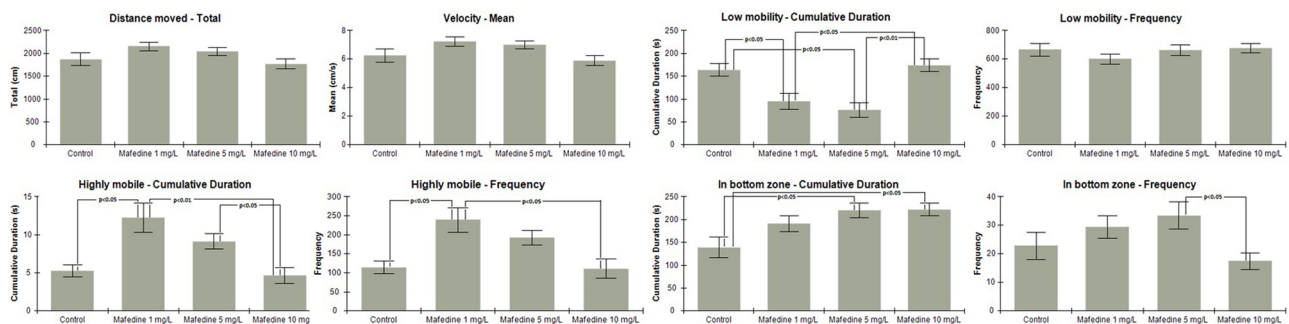 Distance moved - Total
Total (cm)
2500
2000
1500
1000
500
0
Control Mafedine 1 mg/L Mafedine 5 mg/L Mafedine 10 mg/L
Velocity - Mean
Mean (cm/s)
8
6
4
2
0
Control Mafedine 1 mg/L Mafedine 5 mg/L Mafedine 10 mg/L
Low mobility - Cumulative Duration
Cumulative Duration (s)
250
200
150
100
50
0
p<0.05
p<0.05
p<0.05
p<0.01
Control Mafedine 1 mg/L Mafedine 5 mg/L Mafedine 10 mg/L
Low mobility - Frequency
Frequency
800
600
400
200
0
Control Mafedine 1 mg/L Mafedine 5 mg/L Mafedine 10 mg/L
Highly mobile - Cumulative Duration
Cumulative Duration (s)
15
10
5
0
p<0.05
p<0.01
p<0.05
Control Mafedine 1 mg/L Mafedine 5 mg/L Mafedine 10 mg
Highly mobile - Frequency
Frequency
300
250
200
150
100
50
0
p<0.05
p<0.05
Control Mafedine 1 mg/L Mafedine 5 mg/L Mafedine 10 mg/L
In bottom zone - Cumulative Duration
Cumulative Duration (s)
250
200
150
100
50
0
p<0.05
p<0.05
Control Mafedine 1 mg/L Mafedine 5 mg/L Mafedine 10 mg/L
In bottom zone - Frequency
Frequency
40
30
20
10
0
p<0.05
Control Mafedine 1 mg/L Mafedine 5 mg/L Mafedine 10 mg/L